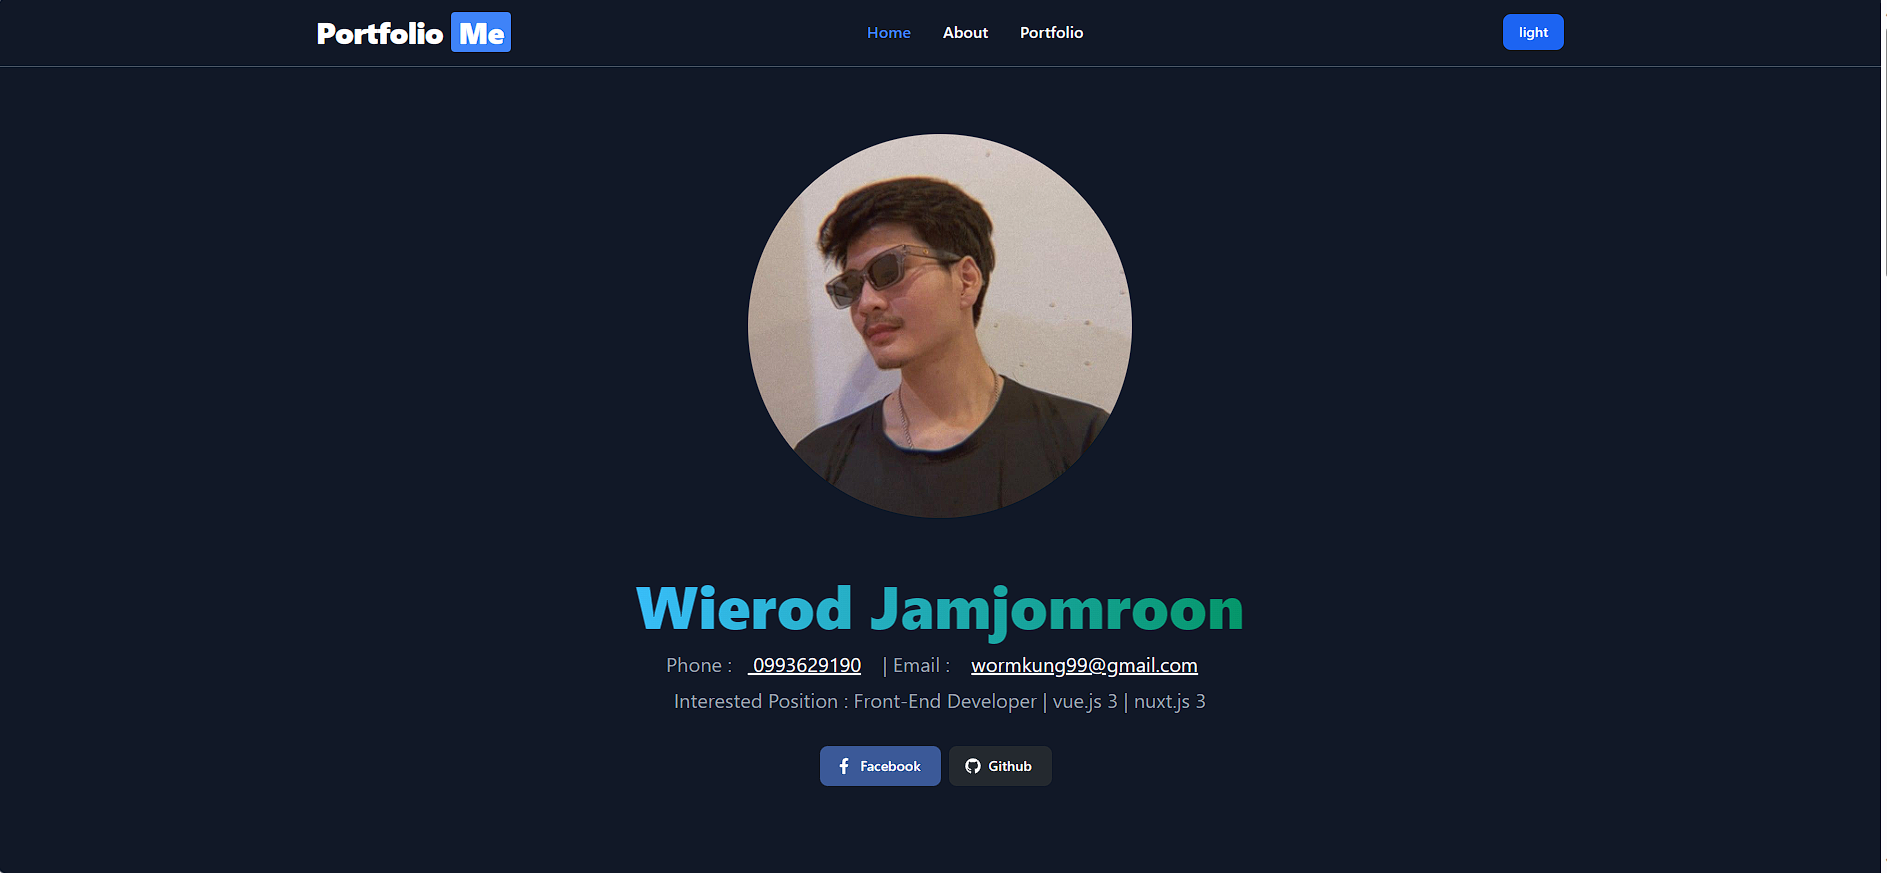 Portfolio Me
Home About Portfolio
light
Wierod Jamjomroon
Phone : 0993629190 | Email : wormkung99@gmail.com
Interested Position : Front-End Developer | vue.js 3 | nuxt.js 3
Facebook Github